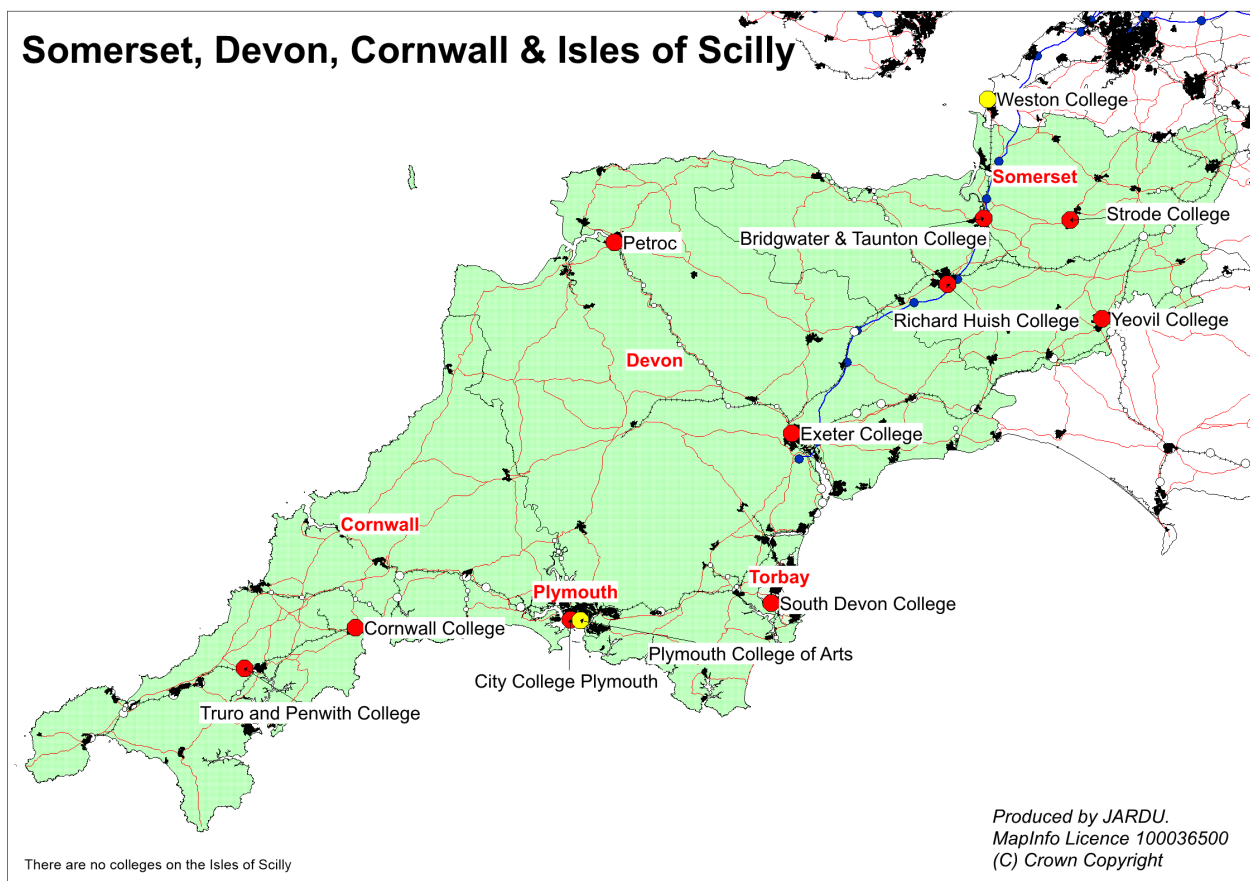 Somerset, Devon, Cornwall & Isles of Scilly
Weston College
Somerset
Strode College
Bridgwater & Taunton College
Petroc
Richard Huish College
Yeovil College
Devon
Exeter College
Cornwall
Torbay
Plymouth
South Devon College
Cornwall College
Plymouth College of Arts
City College Plymouth
Truro and Penwith College
Produced by JARDU.
MapInfo Licence 100036500
(C) Crown Copyright
There are no colleges on the Isles of Scilly